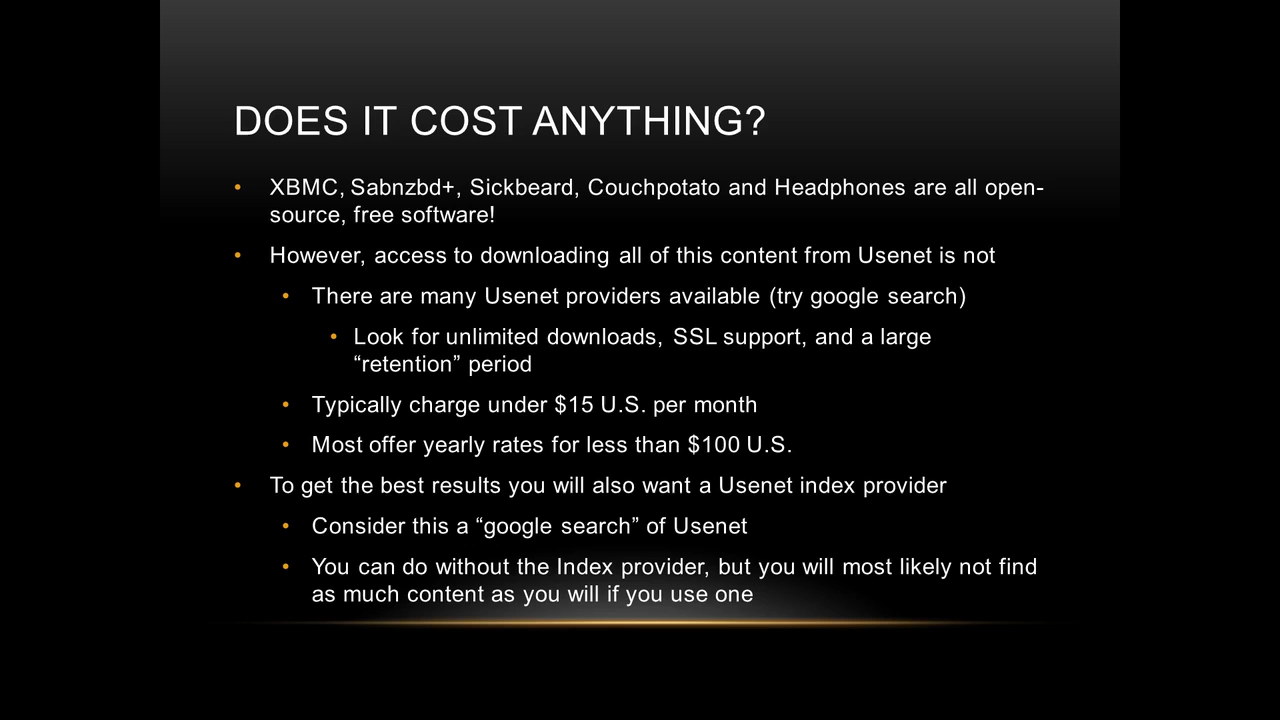 DOES IT COST ANYTHING?
• XBMC, Sabnzbd+, Sickbeard, Couchpotato and Headphones are all open-
source, free software!
• However, access to downloading all of this content from Usenet is not
• There are many Usenet providers available (try google search)
• Look for unlimited downloads, SSL support, and a large
“retention” period
• Typically charge under $15 U.S. per month
• Most offer yearly rates for less than $100 U.S.
• To get the best results you will also want a Usenet index provider
• Consider this a “google search” of Usenet
• You can do without the Index provider, but you will most likely not find
as much content as you will if you use one